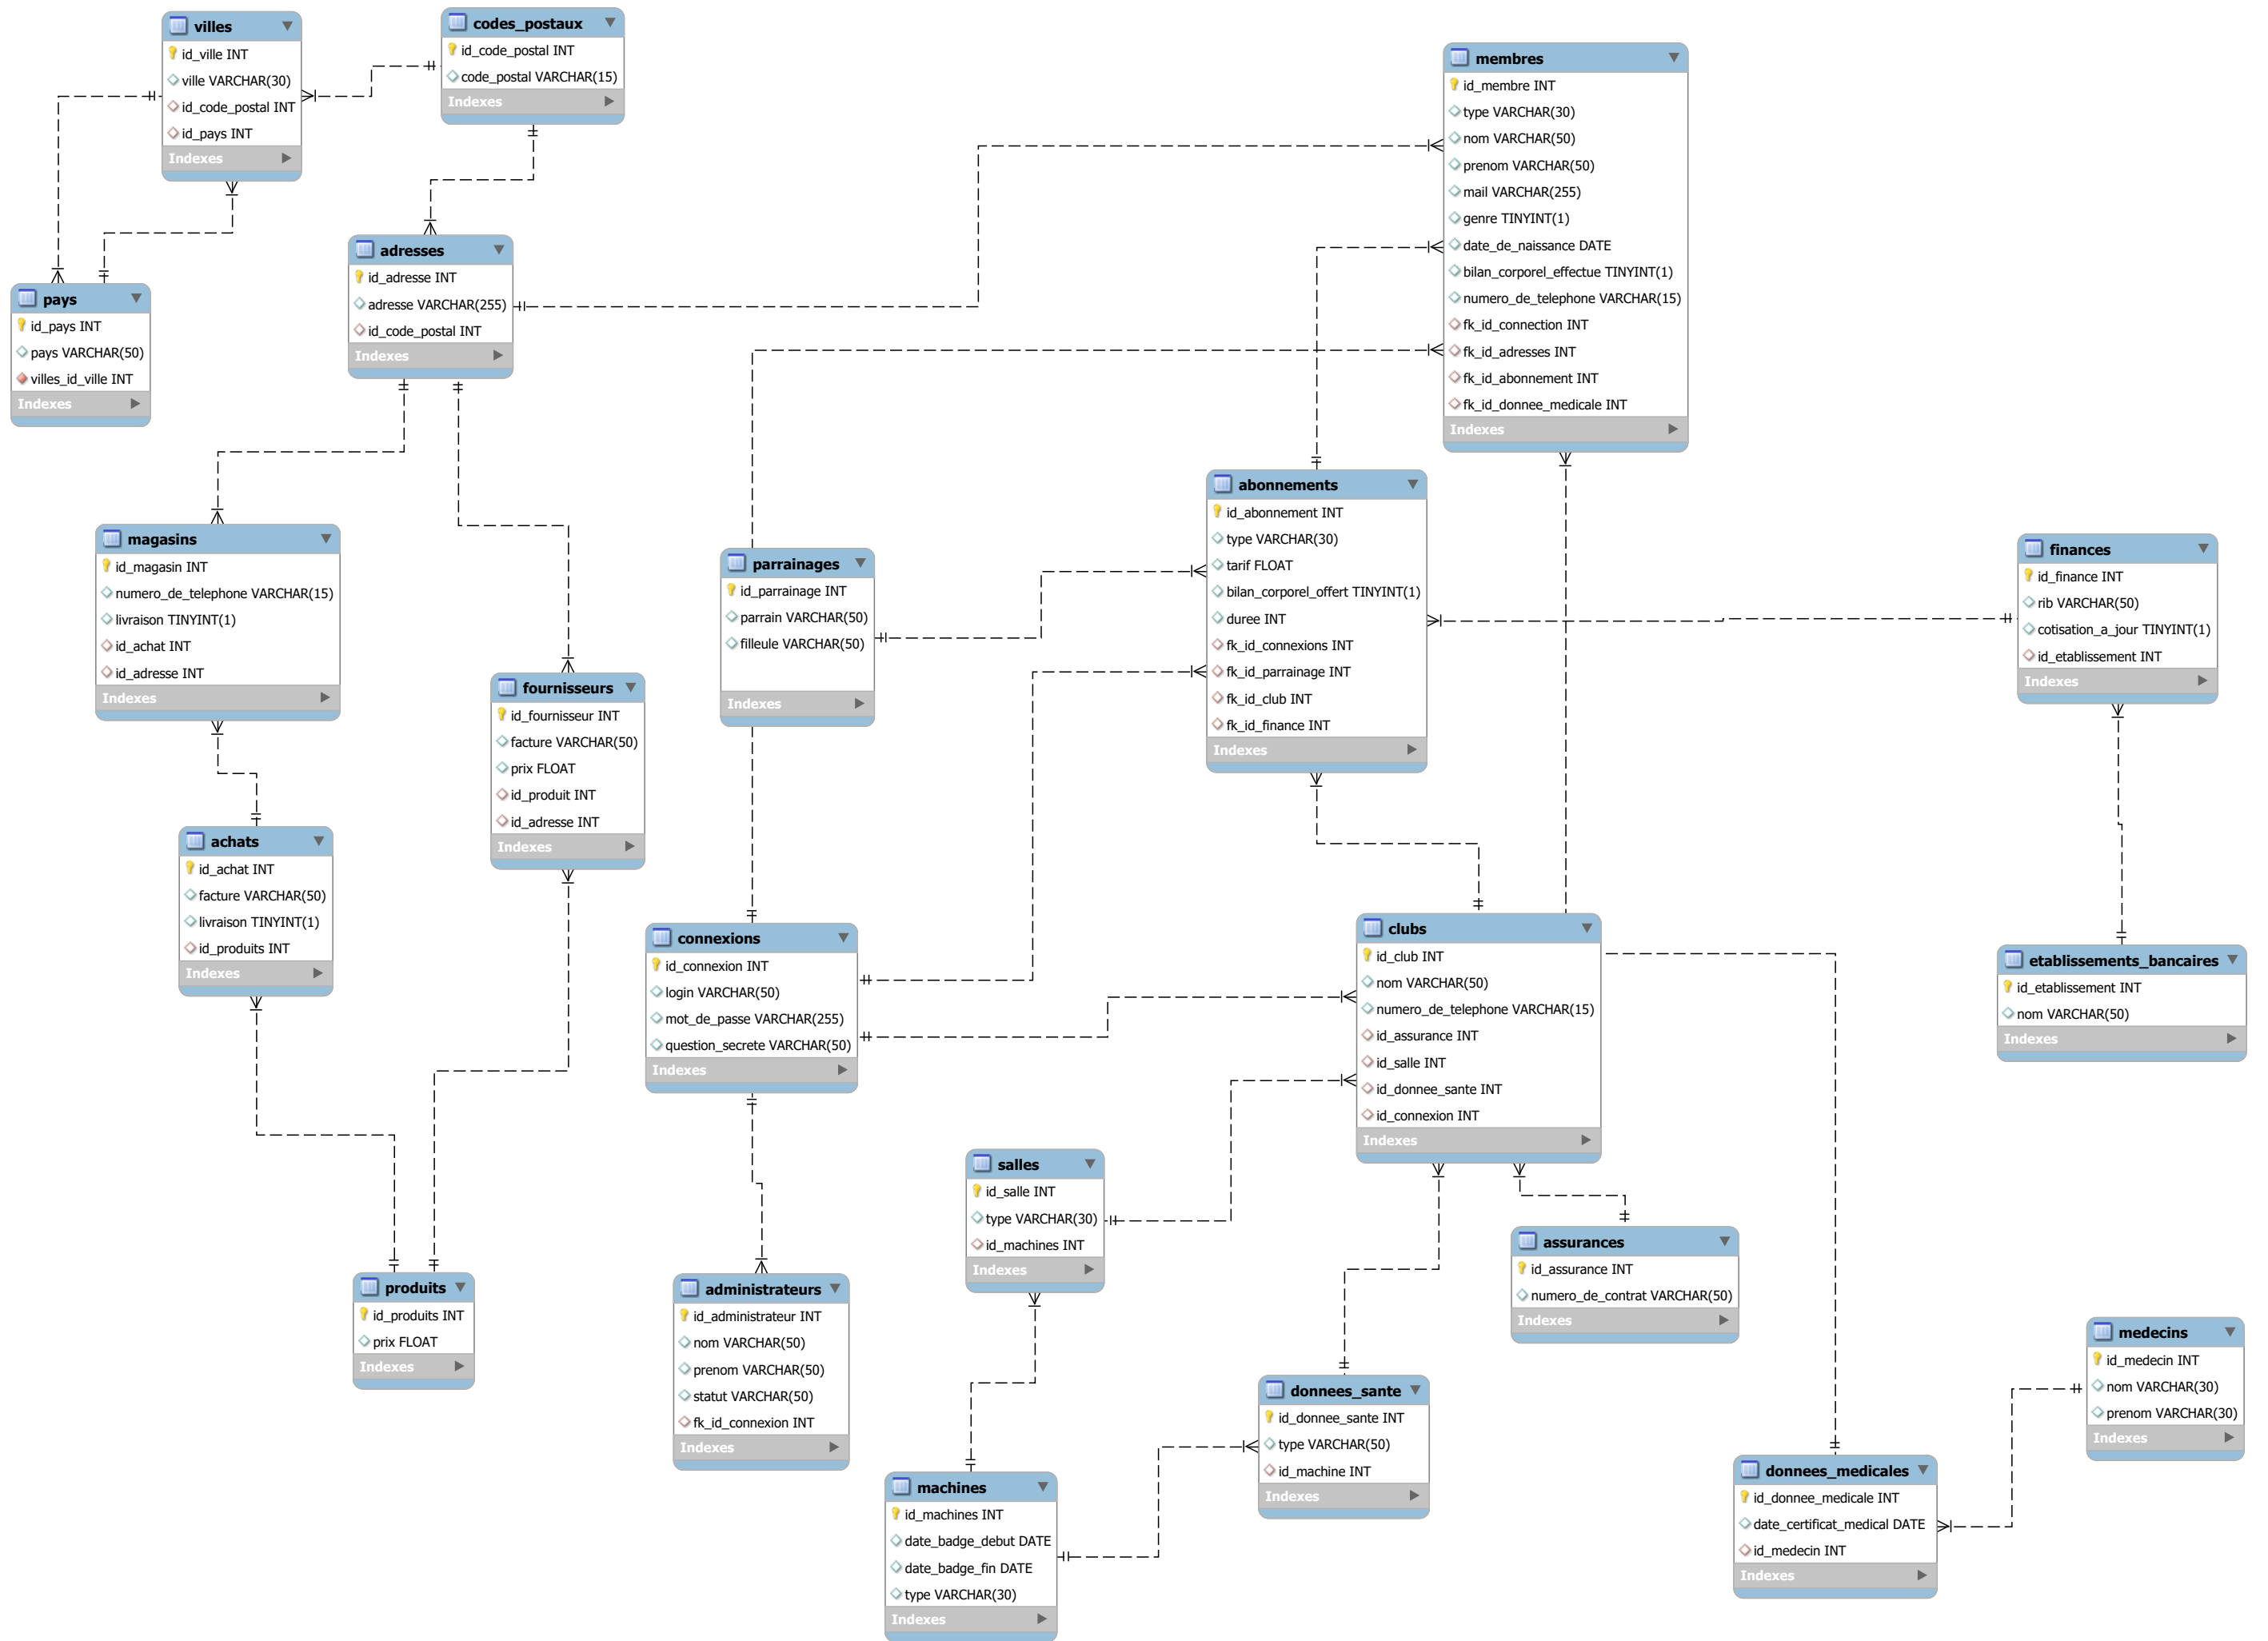 villes
id_ville INT
ville VARCHAR(30)
id_code_postal INT
id_pays INT
Indexes
codes_postaux
id_code_postal INT
code_postal VARCHAR(15)
Indexes
membres
id_membre INT
type VARCHAR(30)
nom VARCHAR(50)
prenom VARCHAR(50)
mail VARCHAR(255)
genre TINYINT(1)
date_de_naissance DATE
bilan_corporel_effectue TINYINT(1)
numero_de_telephone VARCHAR(15)
fk_id_connection INT
fk_id_adresses INT
fk_id_abonnement INT
fk_id_donnee_medicale INT
Indexes
adresses
id_adresse INT
adresse VARCHAR(255)
id_code_postal INT
Indexes
pays
id_pays INT
pays VARCHAR(50)
villes_id_ville INT
Indexes
abonnements
id_abonnement INT
type VARCHAR(30)
tarif FLOAT
bilan_corporel_offert TINYINT(1)
duree INT
fk_id_connexions INT
fk_id_parrainage INT
fk_id_club INT
fk_id_finance INT
Indexes
magasins
id_magasin INT
numero_de_telephone VARCHAR(15)
livraison TINYINT(1)
id_achat INT
id_adresse INT
Indexes
parrainages
id_parrainage INT
parrain VARCHAR(50)
filleule VARCHAR(50)
Indexes
finances
id_finance INT
rib VARCHAR(50)
cotisation_a_jour TINYINT(1)
id_etablissement INT
Indexes
fournisseurs
id_fournisseur INT
facture VARCHAR(50)
prix FLOAT
id_produit INT
id_adresse INT
Indexes
achats
id_achat INT
facture VARCHAR(50)
livraison TINYINT(1)
id_produits INT
Indexes
connexions
id_connexion INT
login VARCHAR(50)
mot_de_passe VARCHAR(255)
question_secrete VARCHAR(50)
Indexes
clubs
id_club INT
nom VARCHAR(50)
numero_de_telephone VARCHAR(15)
id_assurance INT
id_salle INT
id_donnee_sante INT
id_connexion INT
Indexes
etablissements_bancaires
id_etablissement INT
nom VARCHAR(50)
Indexes
salles
id_salle INT
type VARCHAR(30)
id_machines INT
Indexes
assurances
id_assurance INT
numero_de_contrat VARCHAR(50)
Indexes
produits
id_produits INT
prix FLOAT
Indexes
administrateurs
id_administrateur INT
nom VARCHAR(50)
prenom VARCHAR(50)
statut VARCHAR(50)
fk_id_connexion INT
Indexes
medecins
id_medecin INT
nom VARCHAR(30)
prenom VARCHAR(30)
Indexes
donnees_sante
id_donnee_sante INT
type VARCHAR(50)
id_machine INT
Indexes
donnees_medicales
id_donnee_medicale INT
date_certificat_medical DATE
id_medecin INT
Indexes
machines
id_machines INT
date_badge_debut DATE
date_badge_fin DATE
type VARCHAR(30)
Indexes